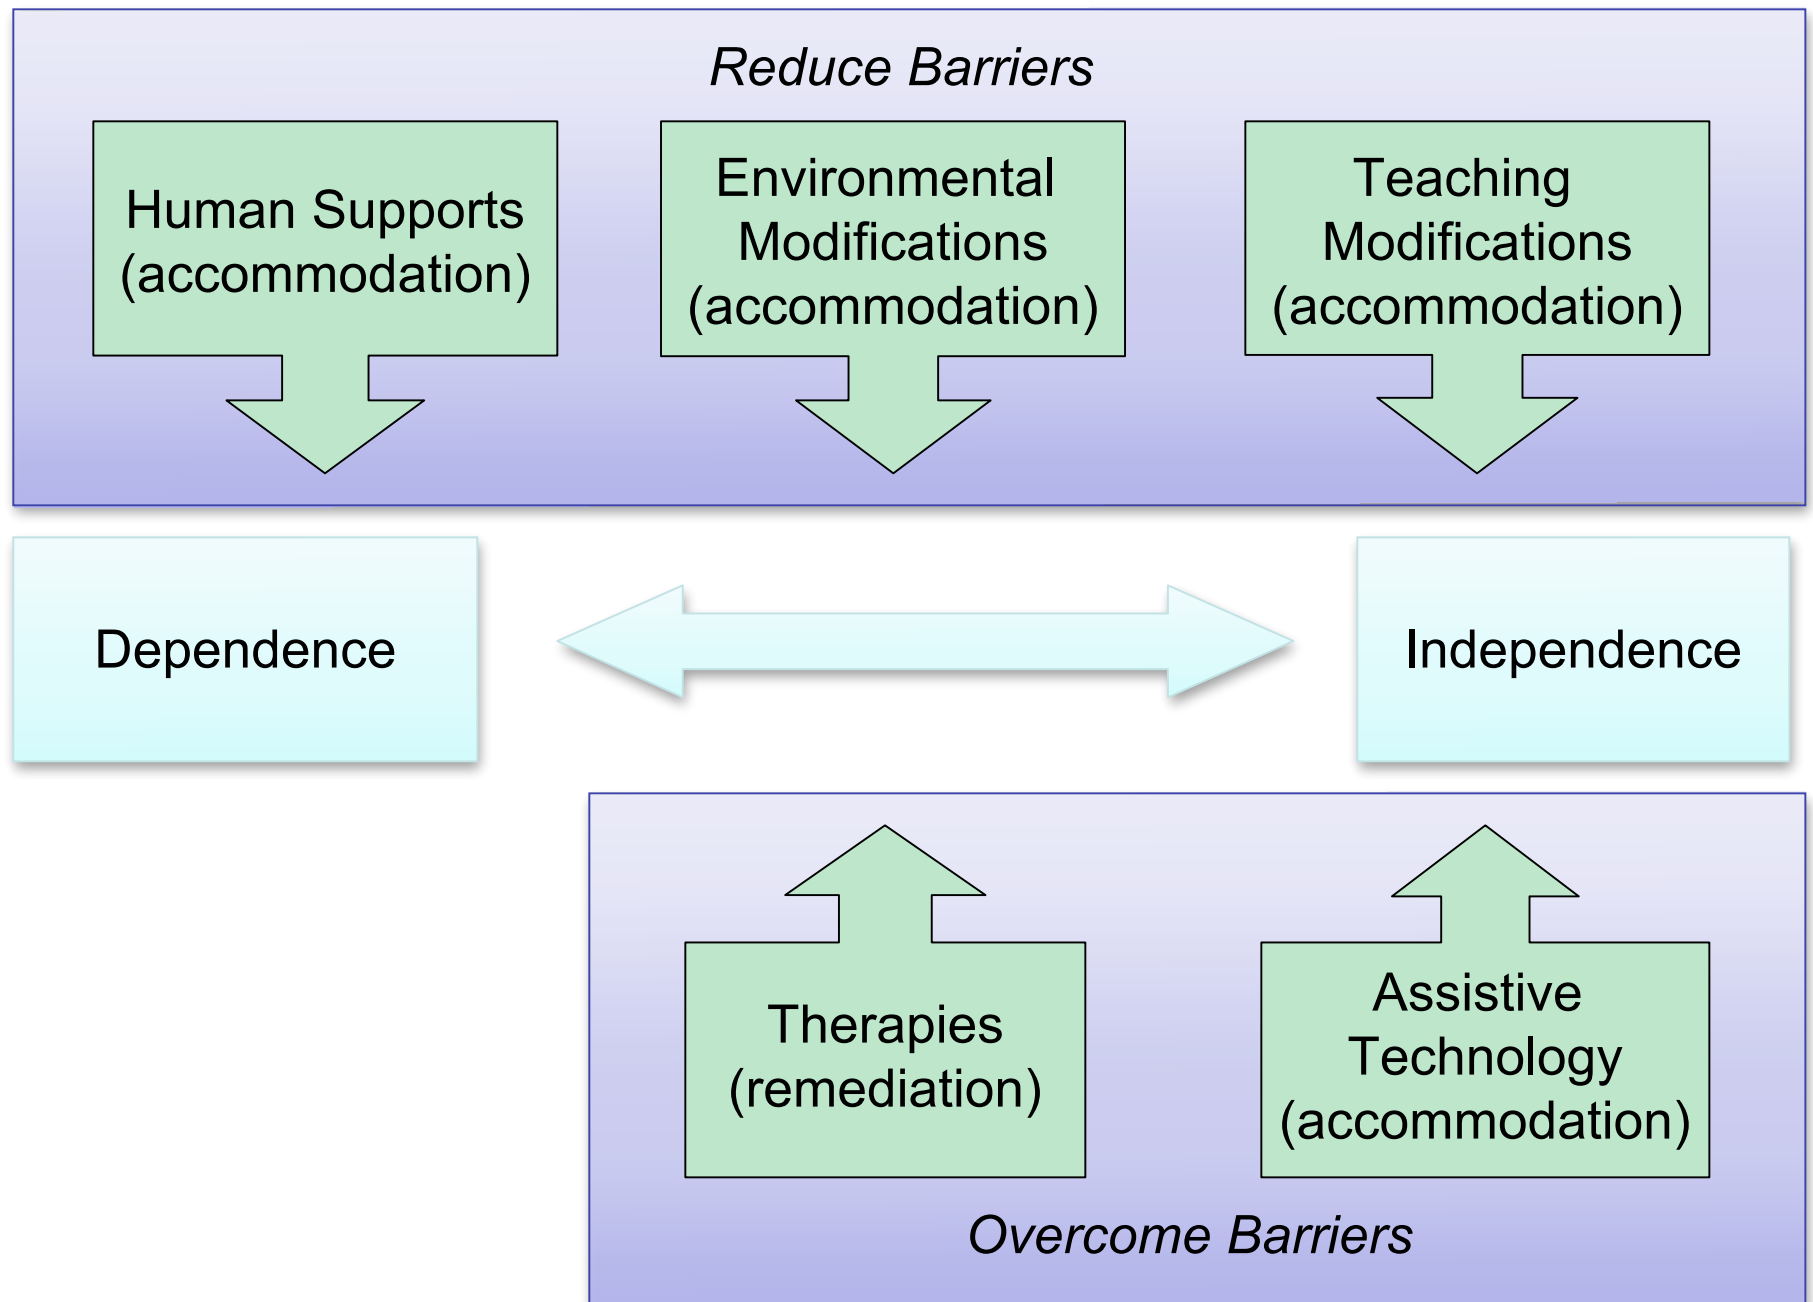 Reduce Barriers
Human Supports
(accommodation)
Environmental
Modifications
(accommodation)
Teaching
Modifications
(accommodation)
Dependence
Independence
Therapies
(remediation)
Assistive
Technology
(accommodation)
Overcome Barriers